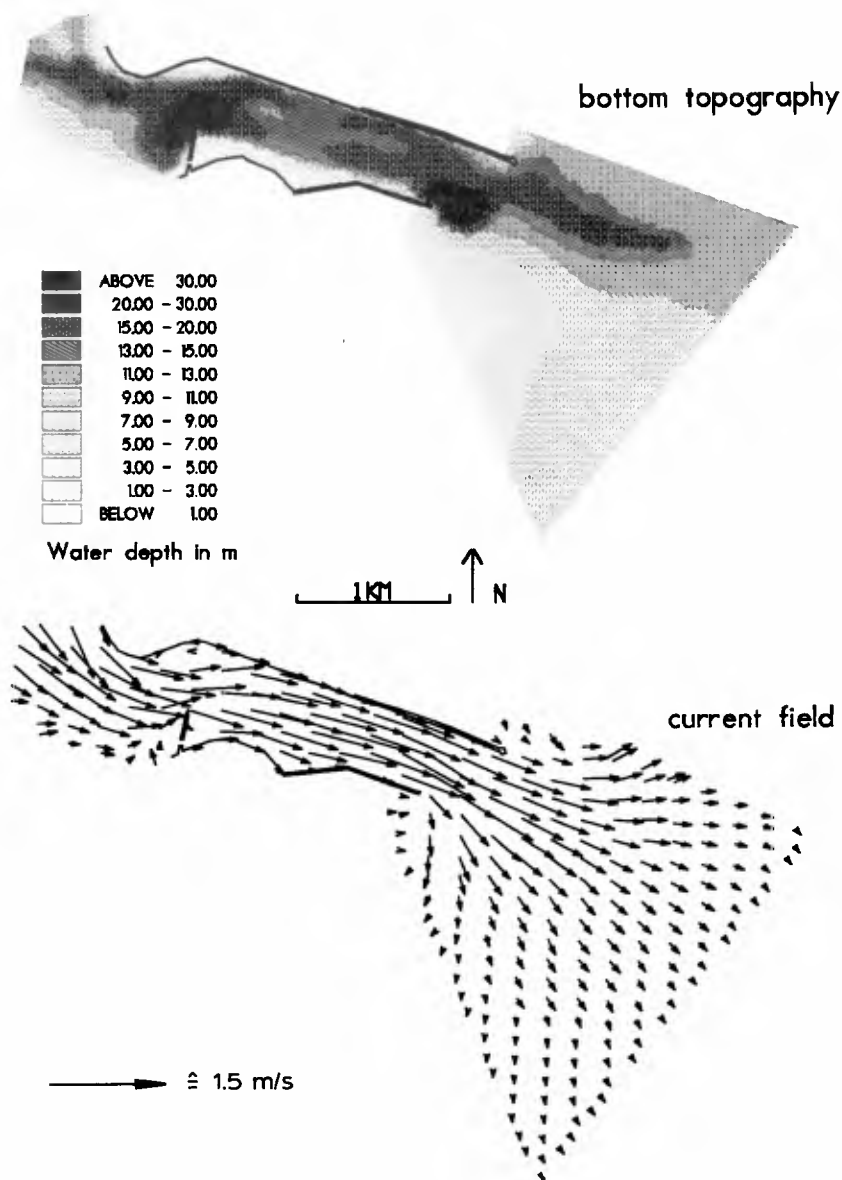 bottom topography
ABOVE 30.00
20.00 - 30.00
15.00 - 20.00
13.00 - 15.00
11.00 - 13.00
9.00 - 11.00
7.00 - 9.00
5.00 - 7.00
3.00 - 5.00
1.00 - 3.00
BELOW 1.00
Water depth in m
1 KM
N
current field
≙ 1.5 m/s